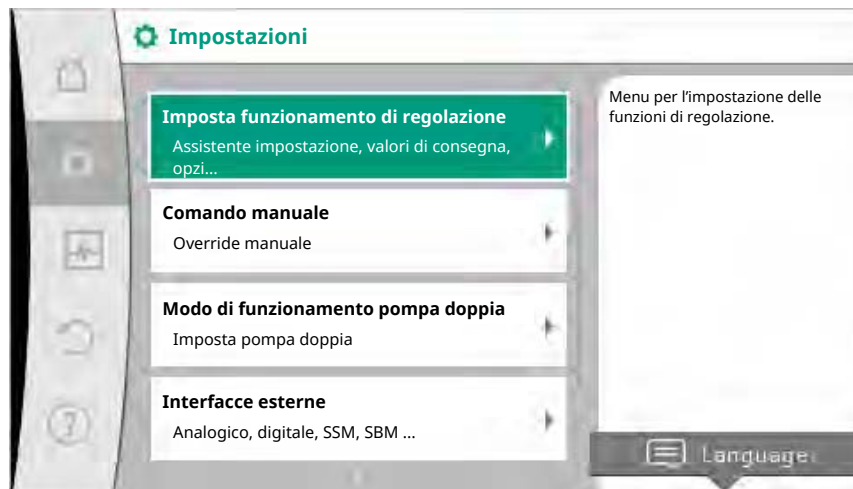 Impostazioni
Imposta funzionamento di regolazione
Assistente impostazione, valori di consegna,
opzi...
Comando manuale
Override manuale
Modo di funzionamento pompa doppia
Imposta pompa doppia
Interfacce esterne
Analogico, digitale, SSM, SBM ...
Menu per l'impostazione delle
funzioni di regolazione.
Language